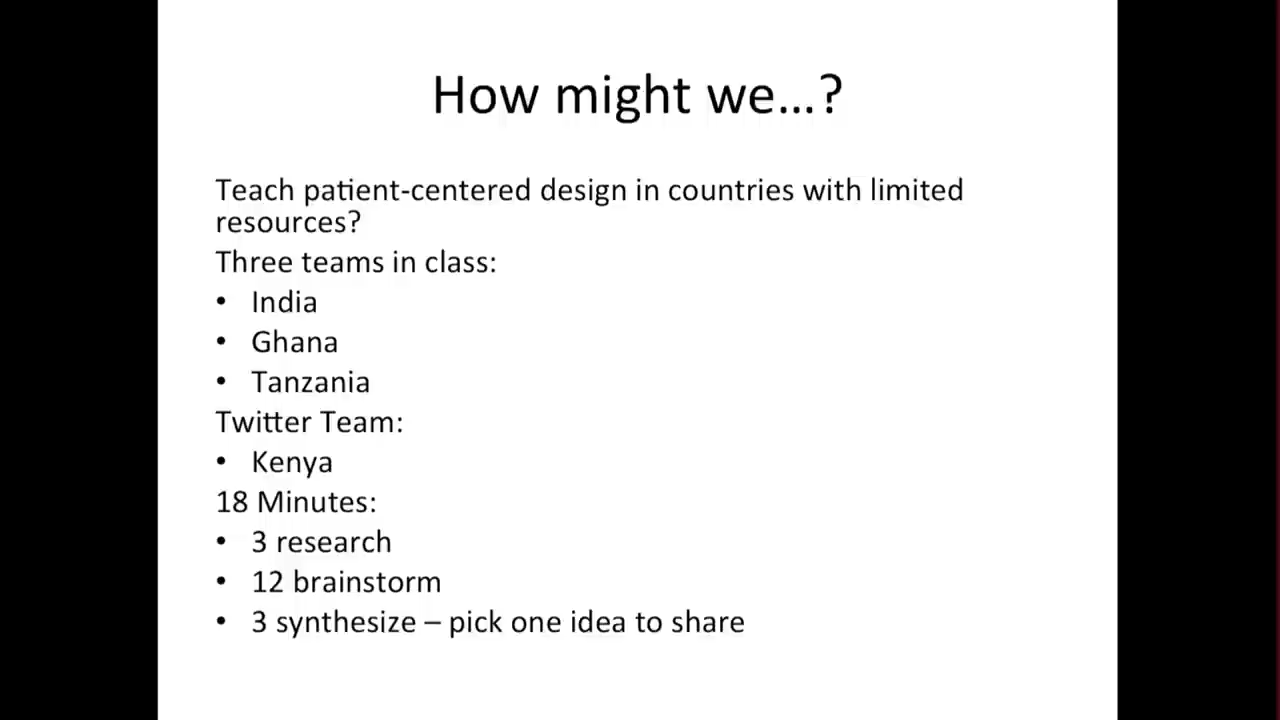 How might we...?
Teach patient-centered design in countries with limited
resources?
Three teams in class:
• India
• Ghana
• Tanzania
Twitter Team:
• Kenya
18 Minutes:
• 3 research
• 12 brainstorm
• 3 synthesize – pick one idea to share